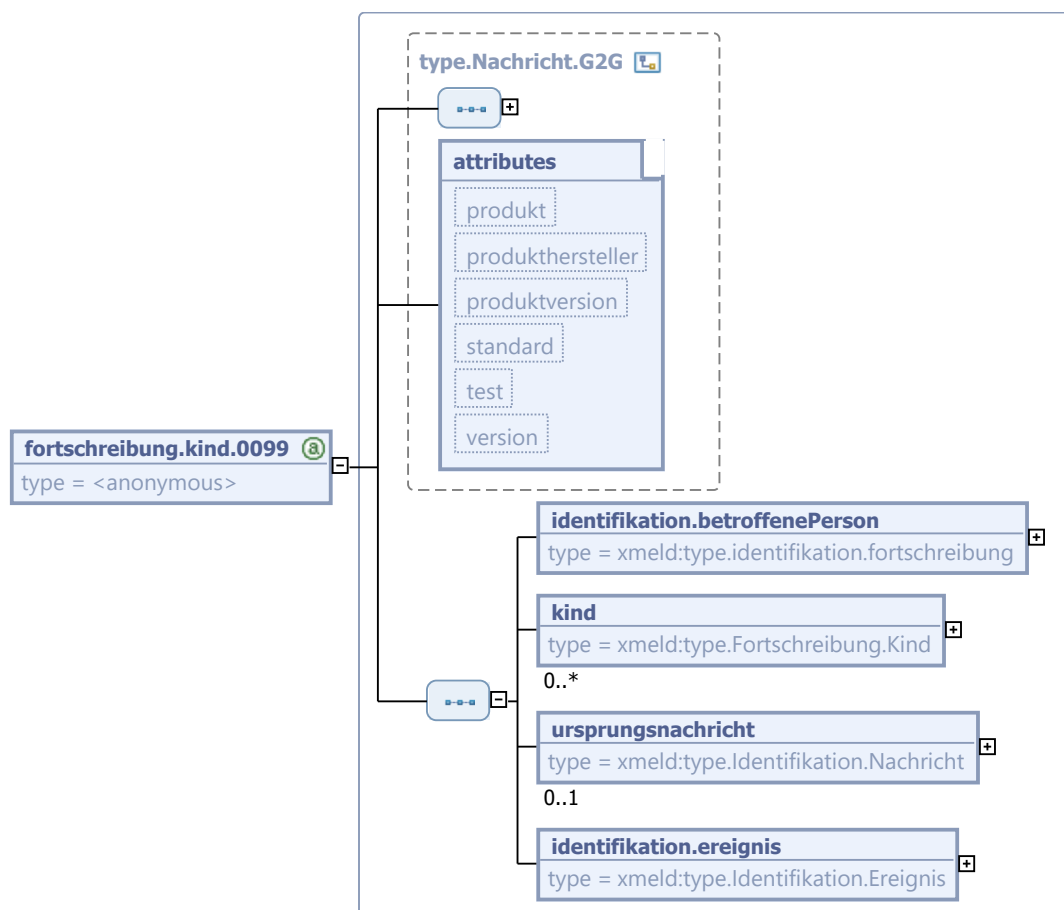 type.Nachricht.G2G
attributes
produkt
produkthersteller
produktversion
standard
test
version
fortschreibung.kind.0099 a
type = <anonymous>
identifikation.betroffenePerson
type = xmeld:type.identifikation.fortschreibung
kind
type = xmeld:type.Fortschreibung.Kind
0..*
ursprungsnachricht
type = xmeld:type.Identifikation.Nachricht
0..1
identifikation.ereignis
type = xmeld:type.Identifikation.Ereignis